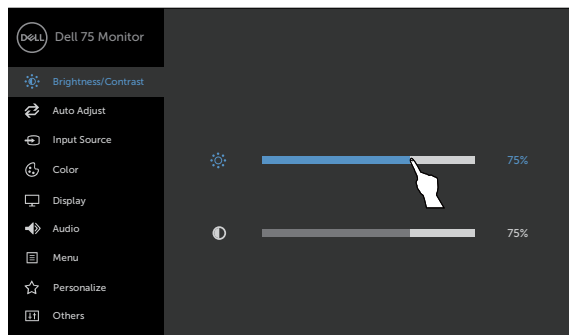 DELL
Dell 75 Monitor
Brightness/Contrast
Auto Adjust
Input Source
Color
Display
Audio
Menu
Personalize
Others
75%
75%